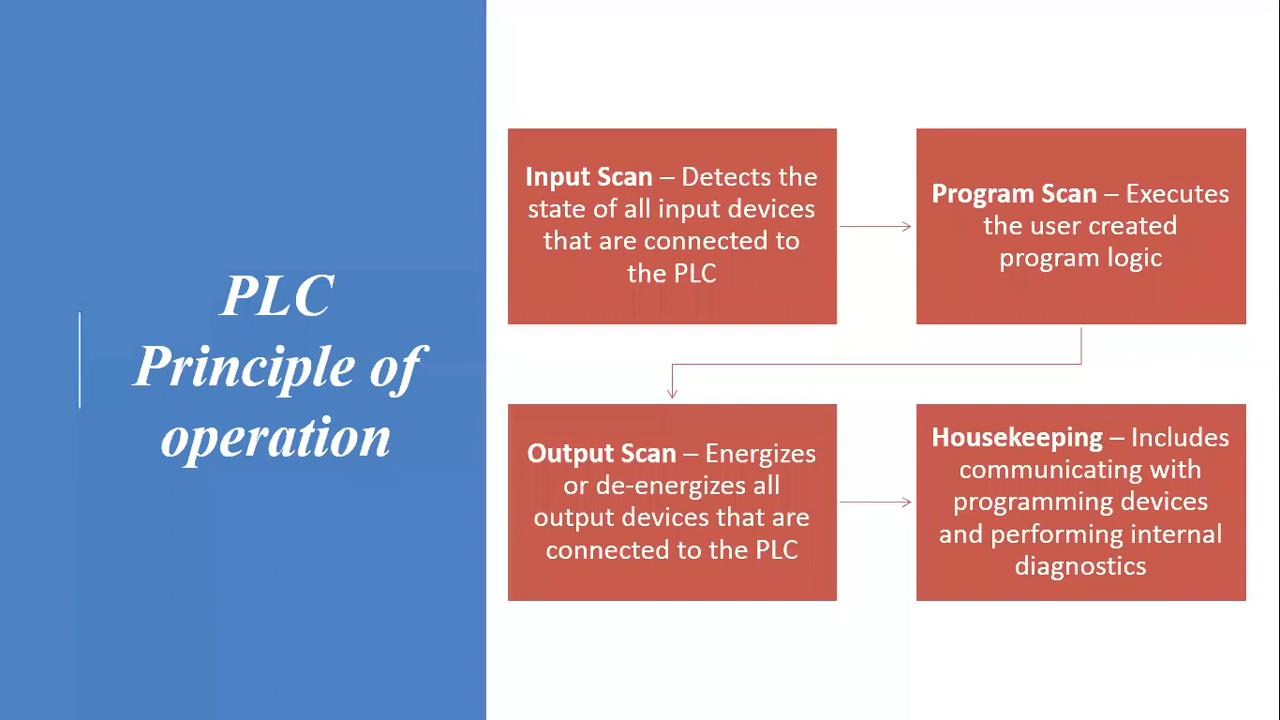 PLC
Principle of
operation
Input Scan – Detects the
state of all input devices
that are connected to
the PLC
Program Scan – Executes
the user created
program logic
Output Scan – Energizes
or de-energizes all
output devices that are
connected to the PLC
Housekeeping – Includes
communicating with
programming devices
and performing internal
diagnostics